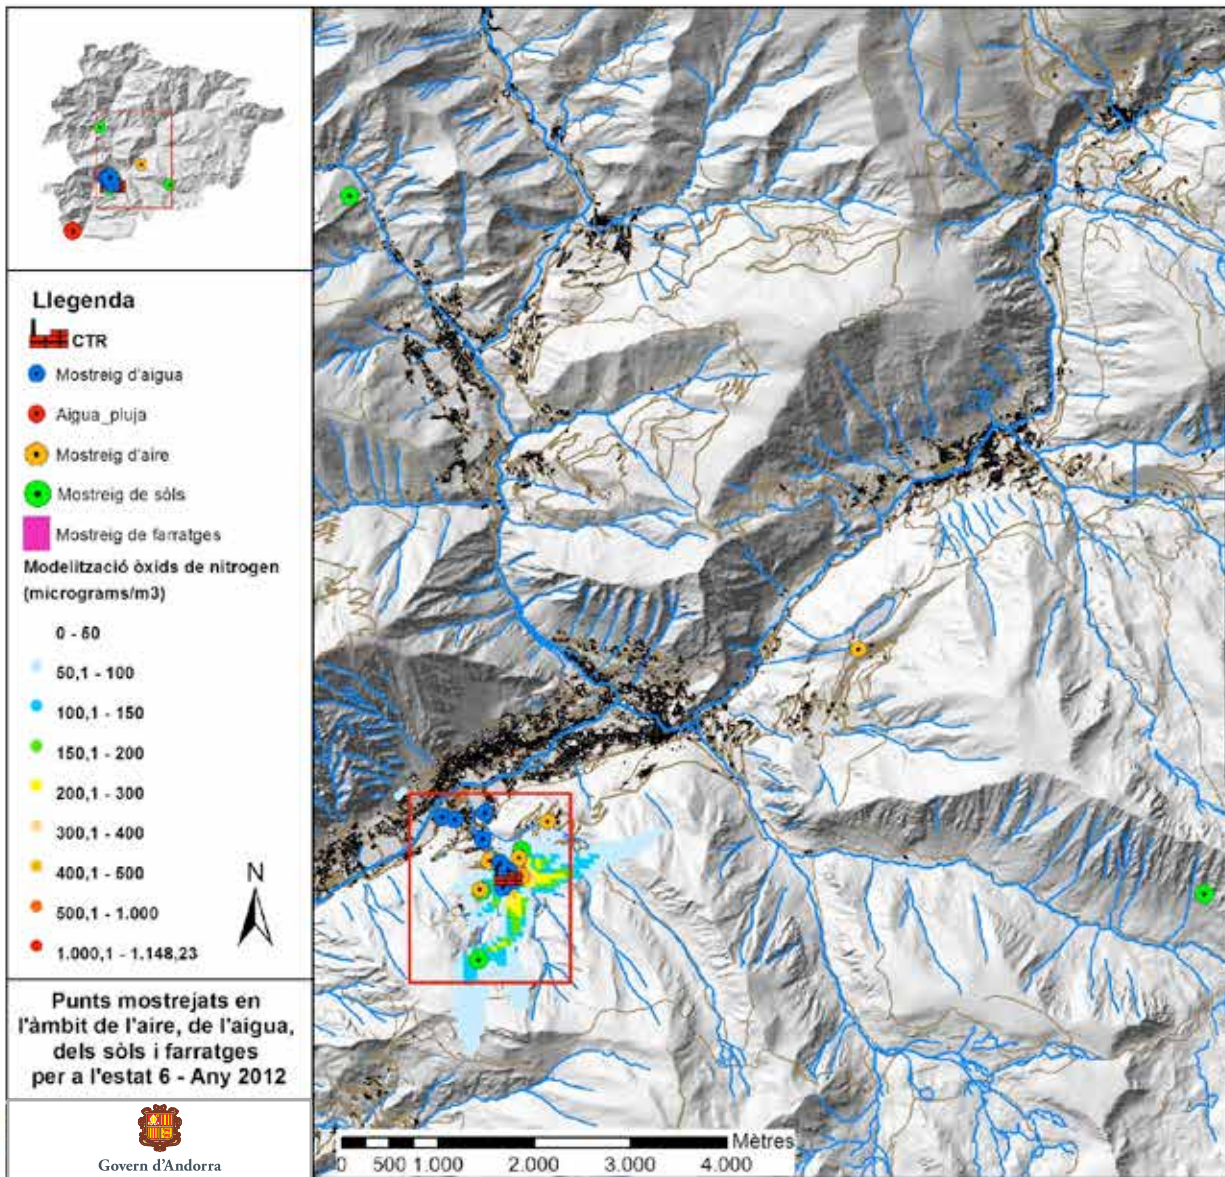 Llegenda
CTR
Mostreig d'aigua
Aigua_pluja
Mostreig d'aire
Mostreig de sòls
Mostreig de farratges
Modelització òxids de nitrogen
(micrograms/m3)
0 - 50
50,1 - 100
100,1 - 150
150,1 - 200
200,1 - 300
300,1 - 400
400,1 - 500
500,1 - 1.000
1.000,1 - 1.148,23
N
Punts mostrejats en
l'àmbit de l'aire, de l'aigua,
dels sòls i farratges
per a l'estat 6 - Any 2012
Govern d'Andorra
Mètres
0 500 1.000 2.000 3.000 4.000